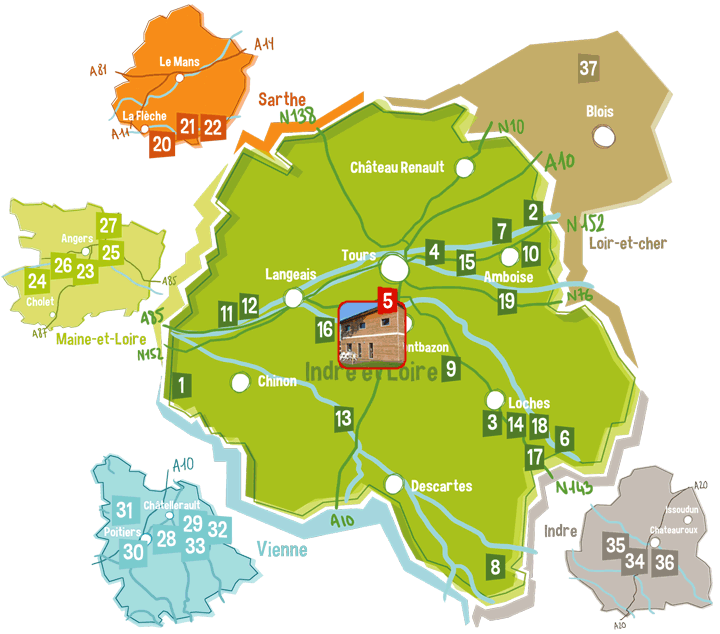 37
Blois
Loir-et-cher
A14
A81
Le Mans
La Flèche
A11
20
21
22
Sarthe
N138
N10
A10
Château Renault
N152
2
7
4
15
10
Tours
Amboise
19
N76
Langeais
11
12
A85
N152
16
5
ntbazon
Indre et Loire
9
1
Chinon
13
Loches
3
14
18
6
17
N143
Descartes
A10
8
27
Angers
25
26
23
24
Cholet
A85
A87
Maine-et-Loire
A10
31
Châtellerault
Poitiers
29
32
28
30
33
Vienne
Indre
A20
Issoudun
Chateauroux
35
34
36
A20